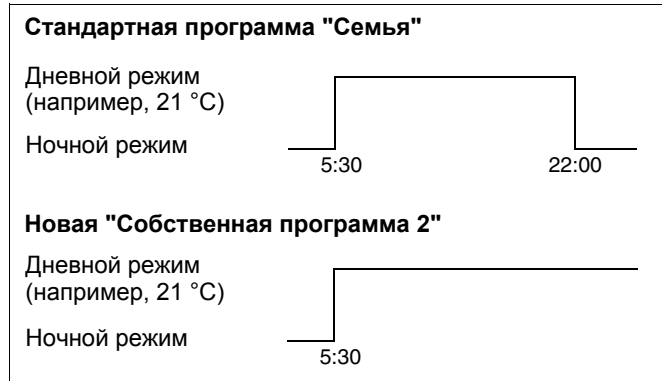 Стандартная программа "Семья"
Дневной режим
(например, 21 °C)
Ночной режим
5:30
22:00
Новая "Собственная программа 2"
Дневной режим
(например, 21 °C)
Ночной режим
5:30